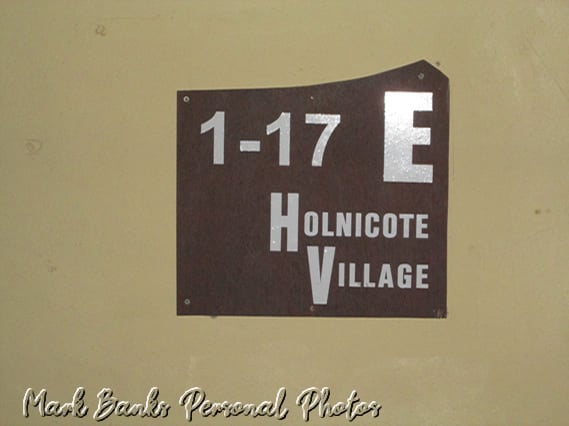 1-17 E
HOLNICOTE
VILLAGE
Mark Banks Personal Photos